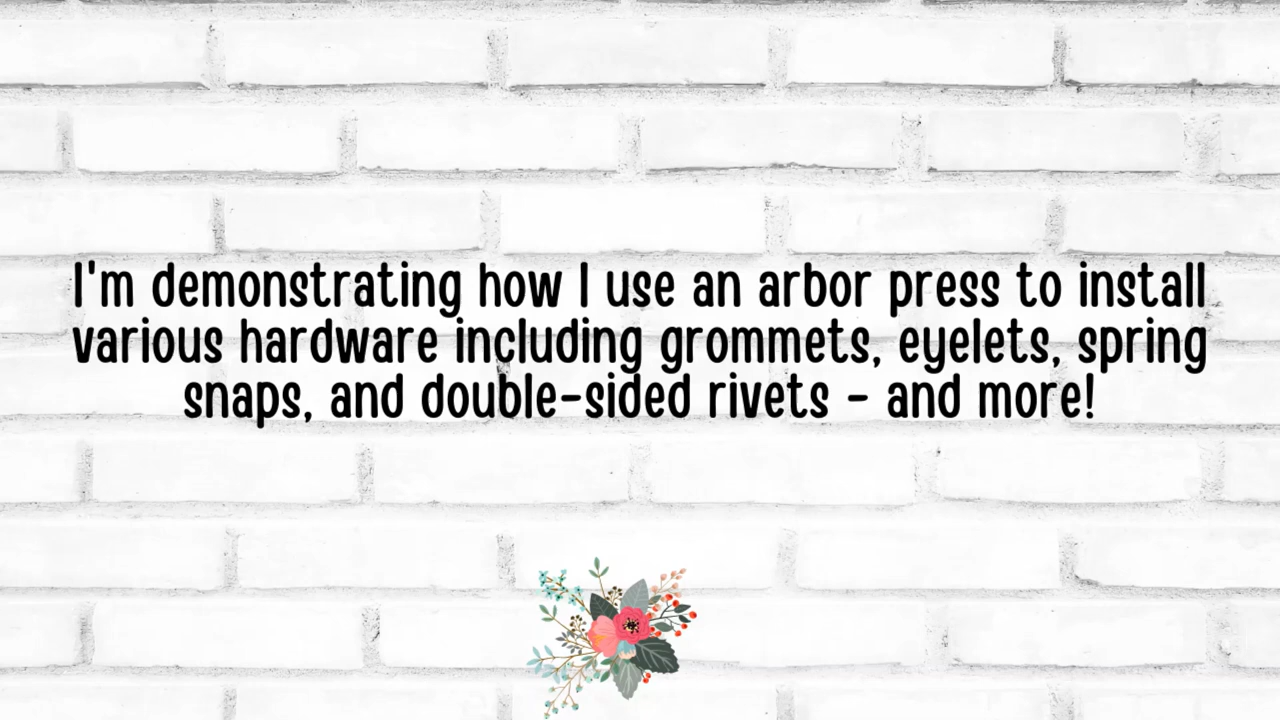 I'm demonstrating how I use an arbor press to install
various hardware including grommets, eyelets, spring
snaps, and double-sided rivets - and more!